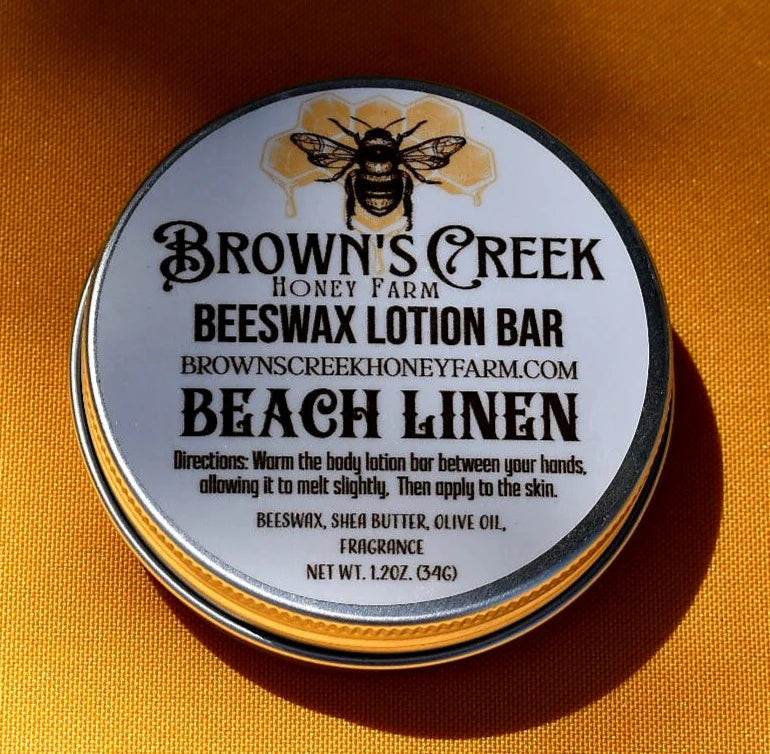 BROWN'S CREEK
HONEY FARM
BEESWAX LOTION BAR
BROWNSCREEKHONEYFARM.COM
BEACH LINEN
Directions: Warm the body lotion bar between your hands,
allowing it to melt slightly. Then apply to the skin.
BEESWAX, SHEA BUTTER, OLIVE OIL,
FRAGRANCE
NET WT. 1.2OZ. (34G)